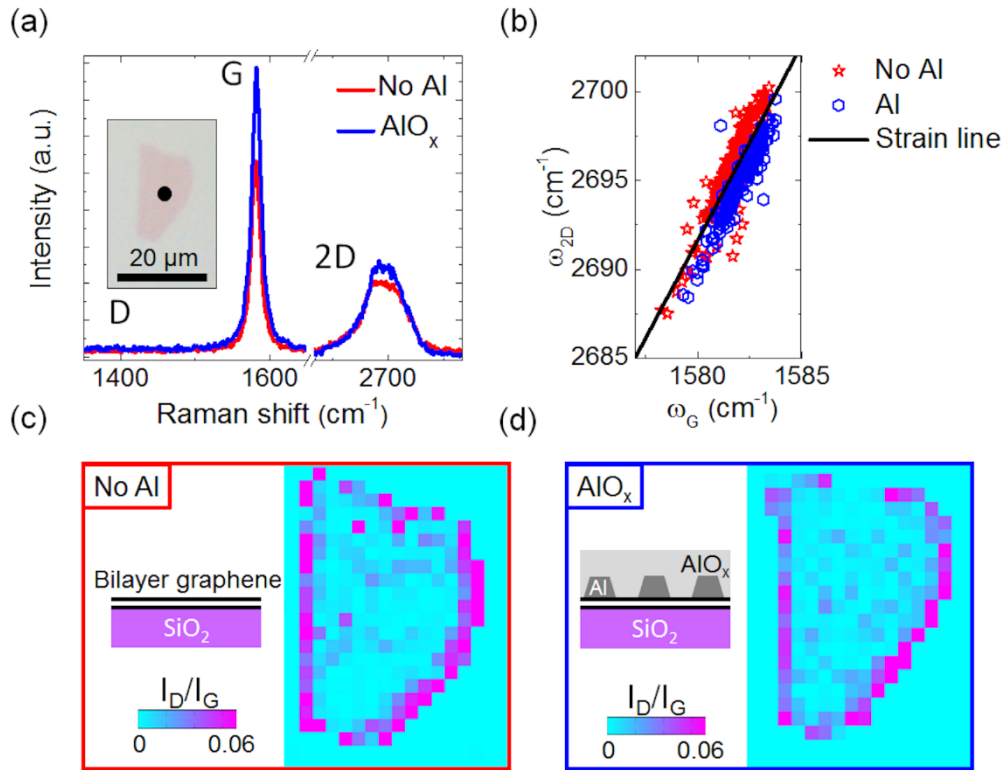 (a)
Intensity (a.u.)
D
G
2D
No Al
AlOx
20 μm
1400
1600
2700
Raman shift (cm-1)
(b)
ω2D (cm-1)
2700
2695
2690
2685
1580
1585
ωG (cm-1)
No Al
Al
Strain line
(c)
No Al
Bilayer graphene
SiO2
ID/IG
0
0.06
(d)
AlOx
AlOx
Al
SiO2
ID/IG
0
0.06